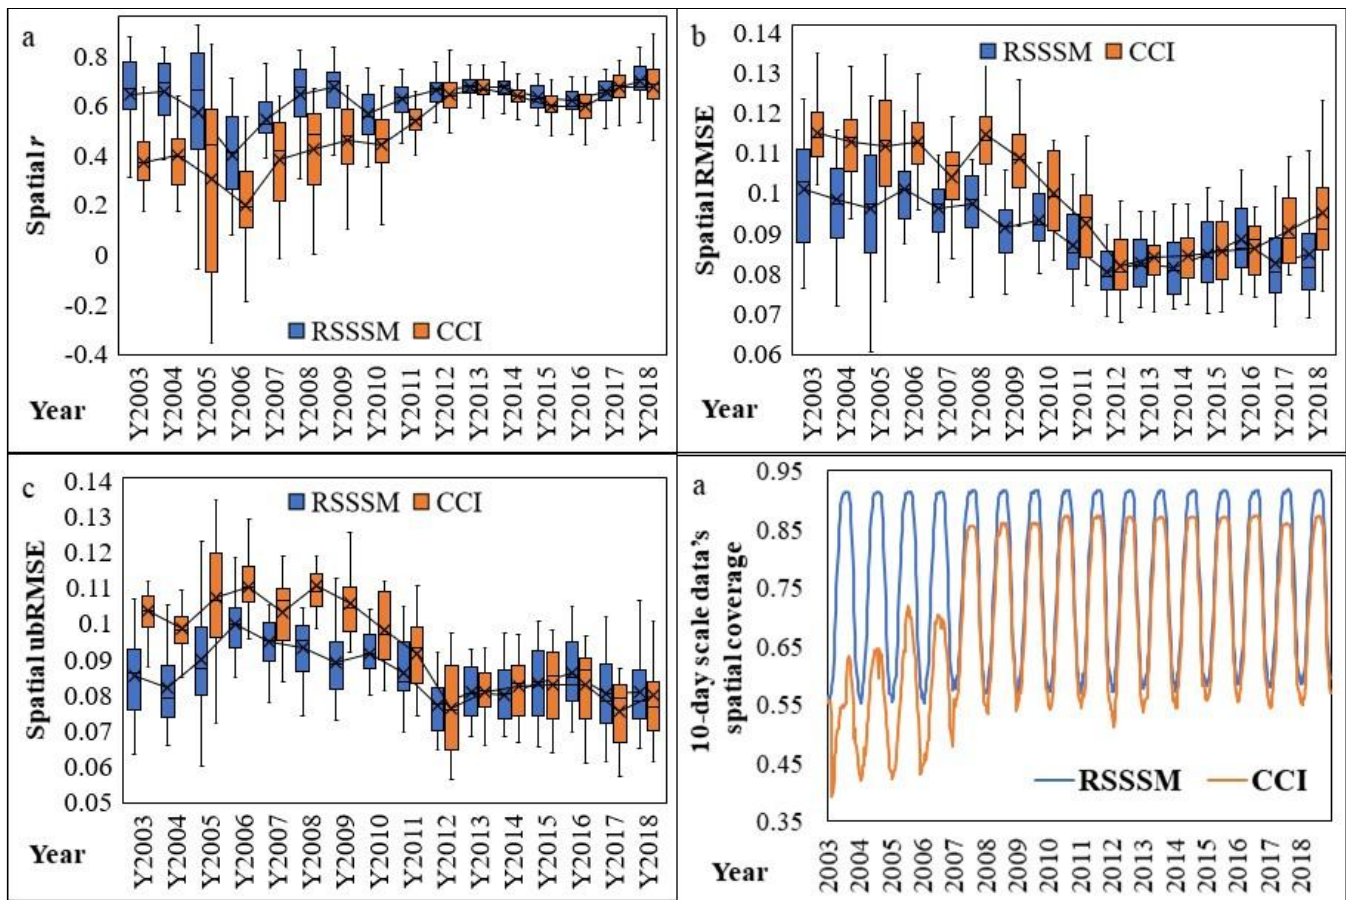 a
Spatial r
0.8
0.6
0.4
0.2
0
-0.2
-0.4
RSSSM CCI
Year
Y2003 Y2004 Y2005 Y2006 Y2007 Y2008 Y2009 Y2010 Y2011 Y2012 Y2013 Y2014 Y2015 Y2016 Y2017 Y2018
b
Spatial RMSE
0.14
0.13
0.12
0.11
0.1
0.09
0.08
0.07
0.06
RSSSM CCI
Year
Y2003 Y2004 Y2005 Y2006 Y2007 Y2008 Y2009 Y2010 Y2011 Y2012 Y2013 Y2014 Y2015 Y2016 Y2017 Y2018
c
Spatial ubRMSE
0.14
0.13
0.12
0.11
0.1
0.09
0.08
0.07
0.06
0.05
RSSSM CCI
Year
Y2003 Y2004 Y2005 Y2006 Y2007 Y2008 Y2009 Y2010 Y2011 Y2012 Y2013 Y2014 Y2015 Y2016 Y2017 Y2018
a
10-day scale data's
spatial coverage
0.95
0.85
0.75
0.65
0.55
0.45
0.35
RSSSM CCI
Year
2003 2004 2005 2006 2007 2008 2009 2010 2011 2012 2013 2014 2015 2016 2017 2018